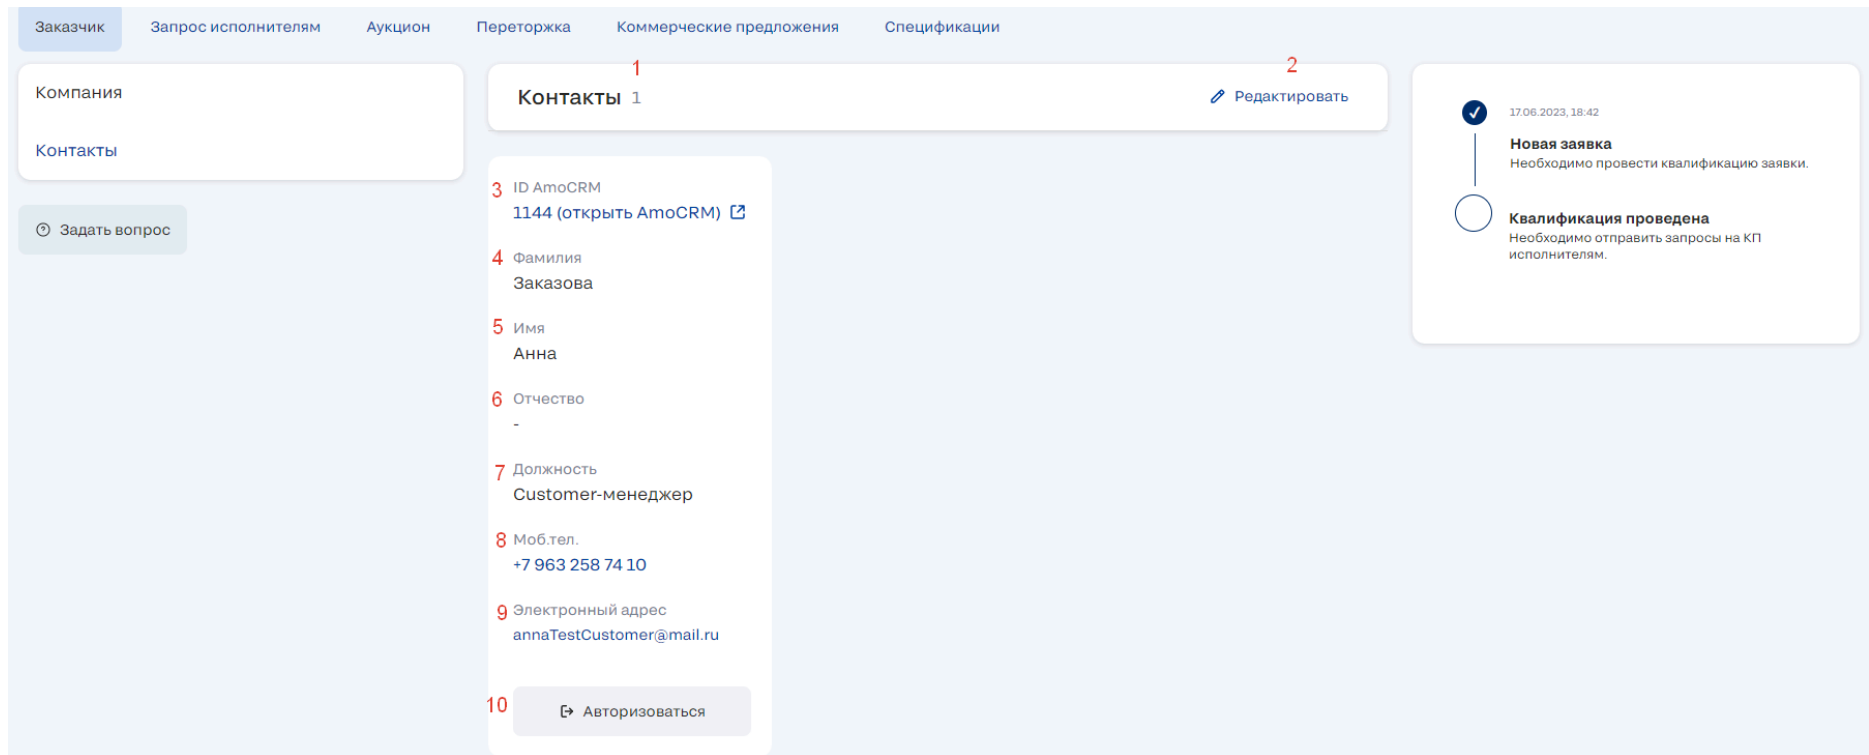 Заказчик Запрос исполнителям Аукцион Переторжка Коммерческие предложения Спецификации
Компания
Контакты
Задать вопрос
1
2
Контакты 1
Редактировать
3 ID AmoCRM
1144 (открыть AmoCRM)
4 Фамилия
Заказова
5 Имя
Анна
6 Отчество
-
7 Должность
Customer-менеджер
8 Моб.тел.
+7 963 258 74 10
9 Электронный адрес
annaTestCustomer@mail.ru
10 Авторизоваться
17.06.2023, 18:42
Новая заявка
Необходимо провести квалификацию заявки.
Квалификация проведена
Необходимо отправить запросы на КП
исполнителям.